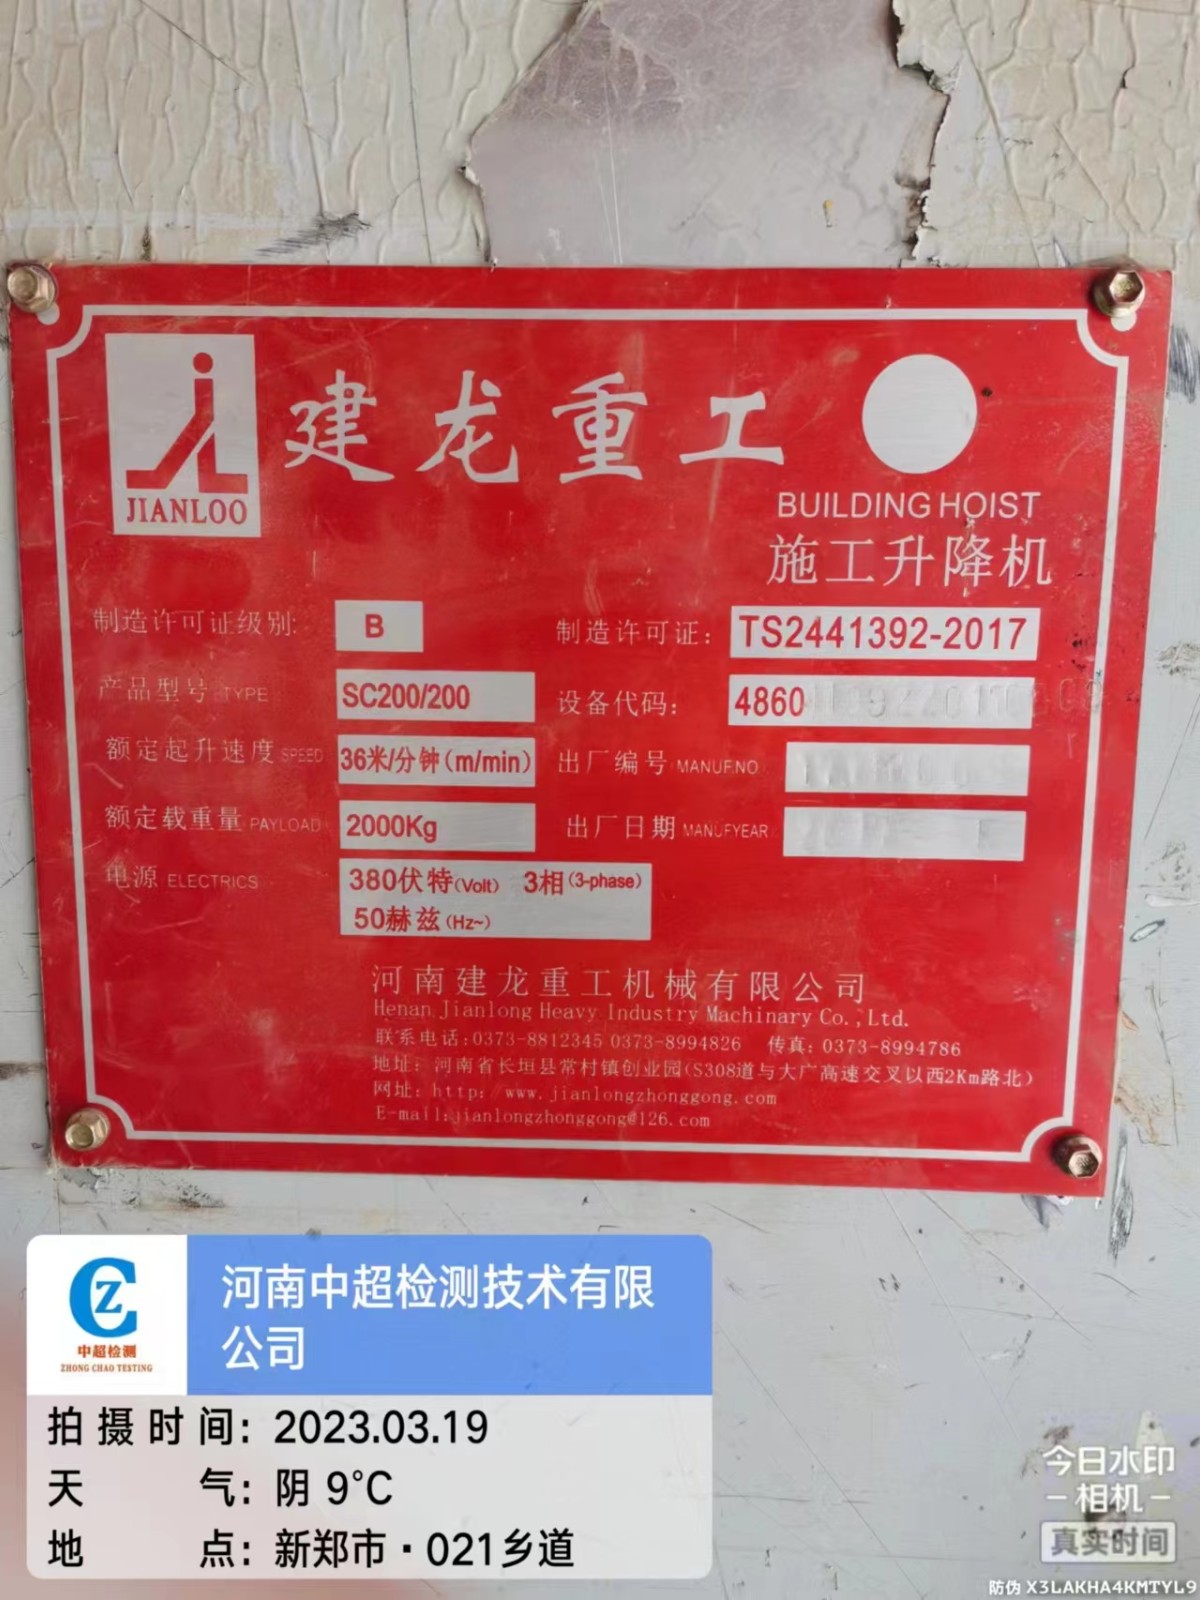 JIANLOO
建龙重工
BUILDING HOIST
施工升降机
制造许可证级别: B 制造许可证: TS2441392-2017
产品型号 TYPE SC200/200 设备代码: 4860
额定起升速度 SPEED 36米/分钟(m/min) 出厂编号 MANUF.NO
额定载重量 PAYLOAD 2000Kg 出厂日期 MANUFYEAR
电源 ELECTRICS 380伏特(Volt) 3相(3-phase)
50赫兹(Hz~)
河南建龙重工机械有限公司
Henan Jianlong Heavy Industry Machinary Co.,Ltd.
联系电话:0373-8812345 0373-8994826 传真: 0373-8994786
地址: 河南省长垣县常村镇创业园(S308道与大广高速交叉以西2Km路北)
网址: http: www.jianlongzhonggong.com
E-mail:jianlongzhonggong@126.com
CZ
中超检测
ZHONG CHAO TESTING
河南中超检测技术有限
公司
拍摄时间: 2023.03.19
天气: 阴 9℃
地点: 新郑市·021乡道
今日水印
相机
真实时间
防伪 X3LAKHA4KMTYL9